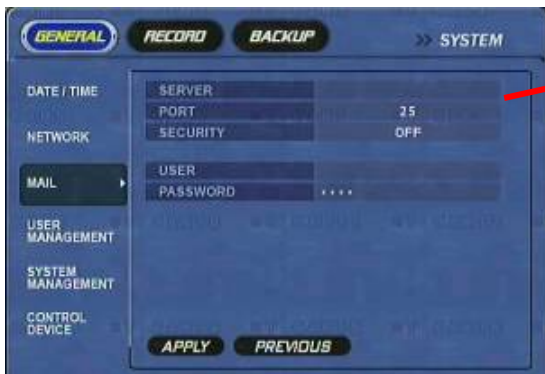 GENERAL RECORD BACKUP >> SYSTEM
DATE / TIME
NETWORK
MAIL
USER MANAGEMENT
SYSTEM MANAGEMENT
CONTROL DEVICE
SERVER
PORT 25
SECURITY OFF
USER
PASSWORD ....
APPLY PREVIOUS